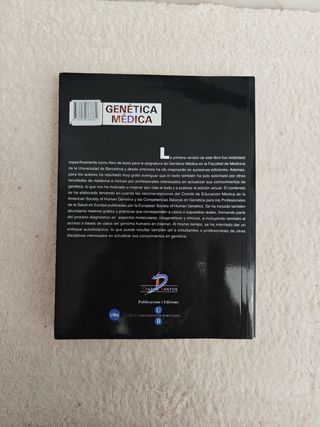 GENÉTICA
MÉDICA
La primera versión de este libro fue redactada
específicamente como libro de texto para la asignatura de Genética Médica en la Facultad de Medicina
de la Universidad de Barcelona y desde entonces ha ido mejorando en sucesivas ediciones. Además,
para los autores ha resultado muy grato averiguar que el texto también ha sido solicitado por otras
facultades de medicina e incluso por profesionales interesados en actualizar sus conocimientos de
genética, lo que nos ha motivado a mejorar aún más el texto y a publicar la edición actual. El contenido
se ha elaborado teniendo en cuenta las recomendaciones del Comité de Educación Médica de la
American Society of Human Genetics y las Competencias Básicas en Genética para los Profesionales
de la Salud en Europa publicadas por la European Society of Human Genetics. Se ha incluido también
abundante material gráfico y prácticas que corresponden a casos o supuestos reales, formando parte
del proceso diagnóstico en aspectos moleculares, citogenéticos y clínicos, e incluyendo también el
acceso a bases de datos del genoma humano en Internet. Al mismo tiempo, se ha intentado dar un
enfoque autodidáctico, lo que puede resultar también útil a estudiantes o profesionales de otras
disciplinas interesados en actualizar sus conocimientos en genética.
DIAZ DE SANTOS
Publicacions i Edicions
UBe
U
B
UNIVERSITAT DE BARCELONA